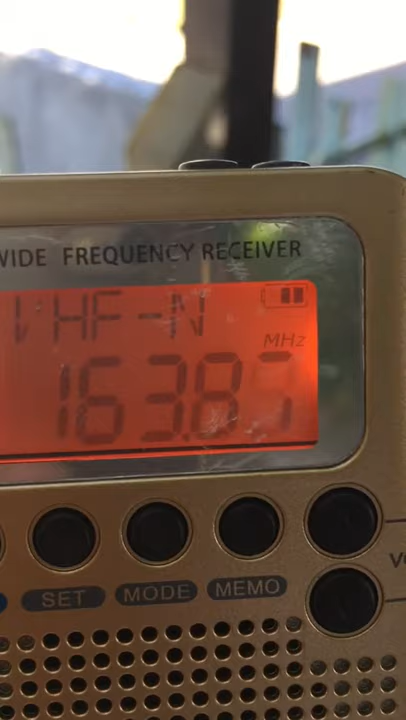 WIDE FREQUENCY RECEIVER
VHF-N
MHz
163.87
SET MODE MEMO